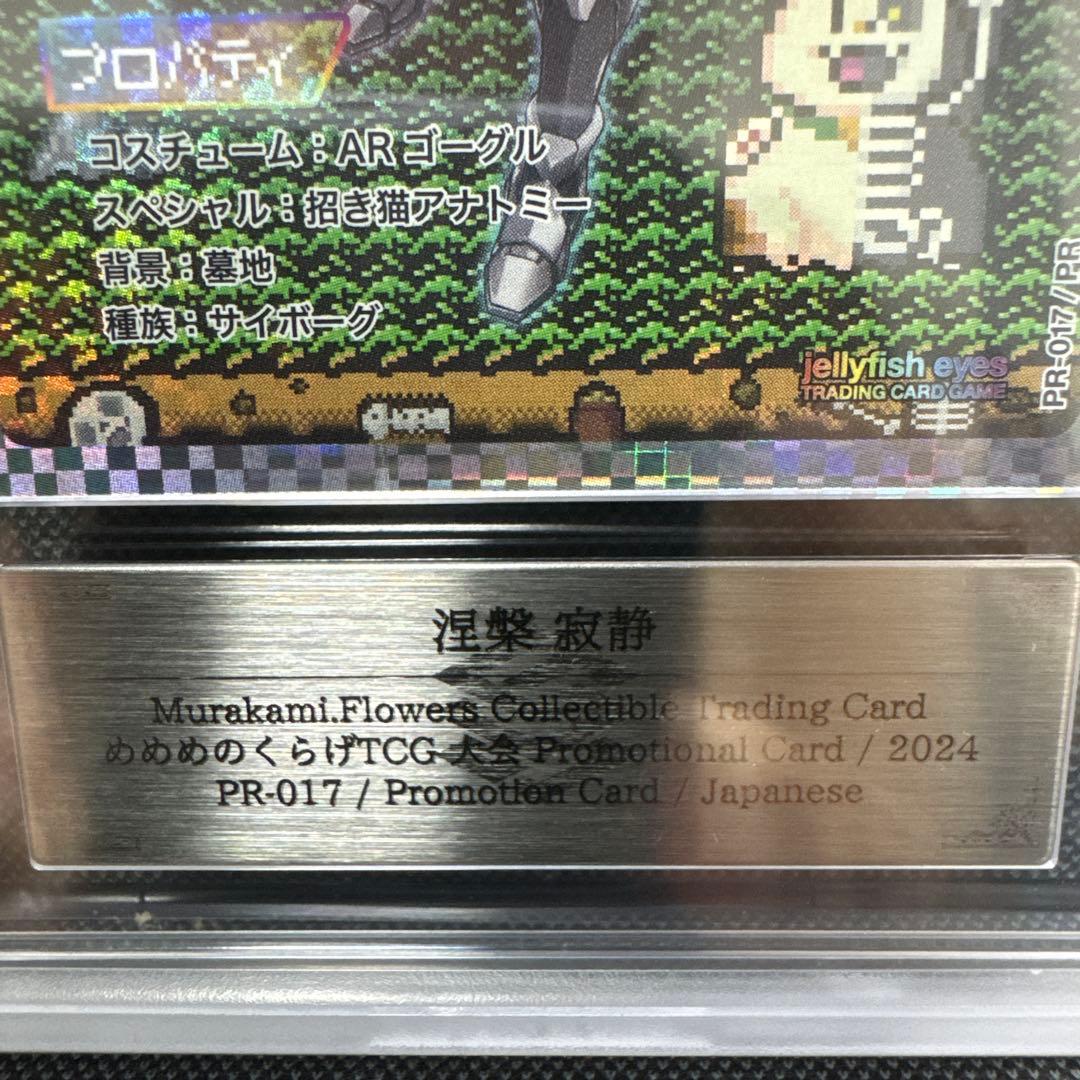 プロパティ
コスチューム：ARゴーグル
スペシャル：招き猫アナトミー
背景：墓地
種族：サイボーグ
jellyfish eyes
TRADING CARD GAME
PR-017 / PR
涅槃 寂静
Murakami.Flowers Collectible Trading Card
めめめのくらげTCG 大会 Promotional Card / 2024
PR-017 / Promotion Card / Japanese